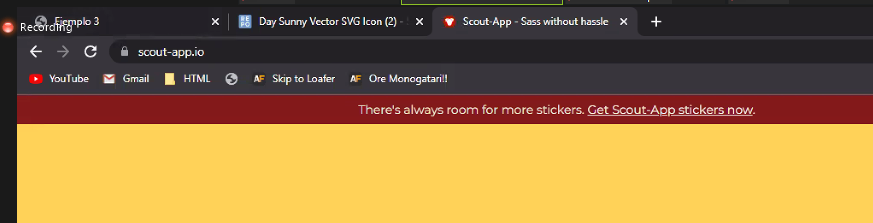 Ejemplo 3
Day Sunny Vector SVG Icon (2) -
Scout-App - Sass without hassle
Recording
scout-app.io
YouTube
Gmail
HTML
Skip to Loafer
Ore Monogatari!!
There's always room for more stickers. Get Scout-App stickers now.